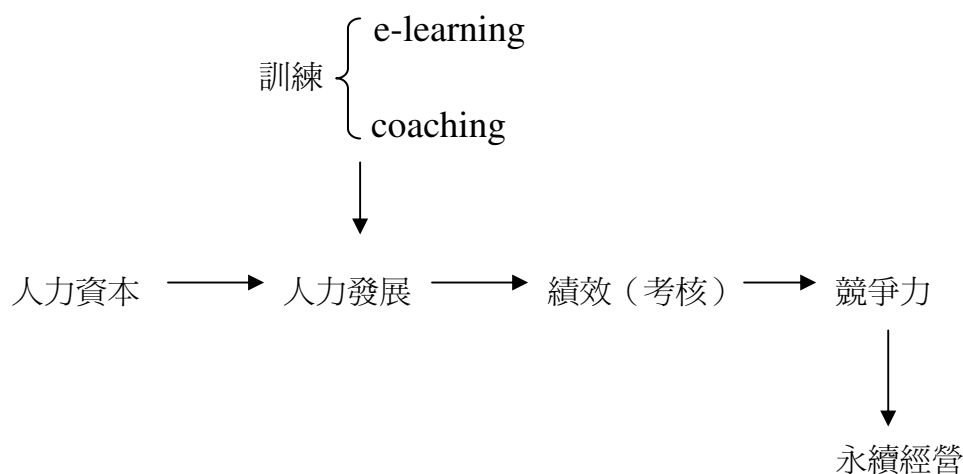 e-learning
訓練
coaching
人力資本 人力發展 績效（考核） 競爭力
永續經營